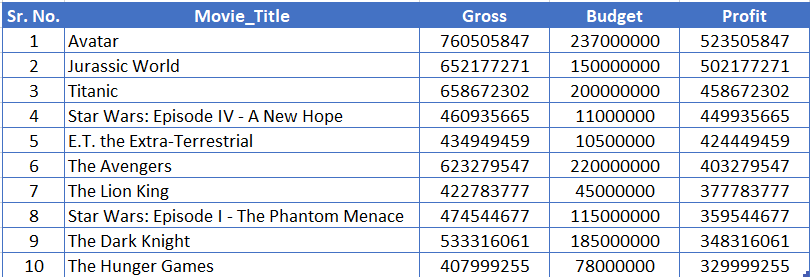 Sr. No. Movie_Title Gross Budget Profit
1 Avatar 760505847 237000000 523505847
2 Jurassic World 652177271 150000000 502177271
3 Titanic 658672302 200000000 458672302
4 Star Wars: Episode IV - A New Hope 460935665 11000000 449935665
5 E.T. the Extra-Terrestrial 434949459 10500000 424449459
6 The Avengers 623279547 220000000 403279547
7 The Lion King 422783777 45000000 377783777
8 Star Wars: Episode I - The Phantom Menace 474544677 115000000 359544677
9 The Dark Knight 533316061 185000000 348316061
10 The Hunger Games 407999255 78000000 329999255